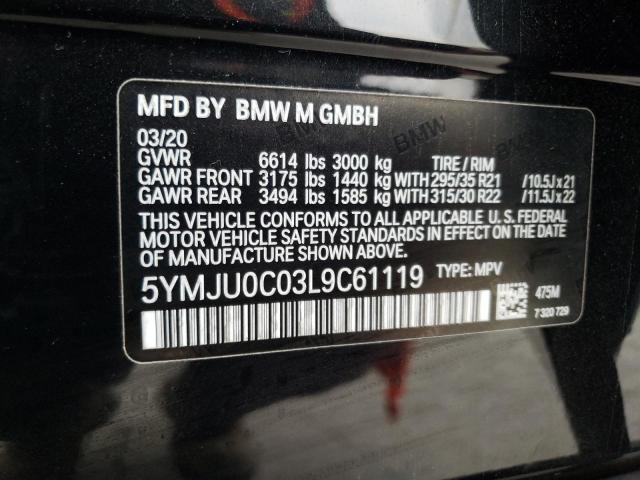 MFD BY BMW M GMBH
03/20
GVWR 6614 lbs 3000 kg TIRE / RIM
GAWR FRONT 3175 lbs 1440 kg WITH 295/35 R21 /10.5J x 21
GAWR REAR 3494 lbs 1585 kg WITH 315/30 R22 /11.5J x 22
THIS VEHICLE CONFORMS TO ALL APPLICABLE U. S. FEDERAL
MOTOR VEHICLE SAFETY STANDARDS IN EFFECT ON THE DATE
OF MANUFACTURE SHOWN ABOVE.
5YMJU0C03L9C61119 TYPE: MPV
475M
7 320 729